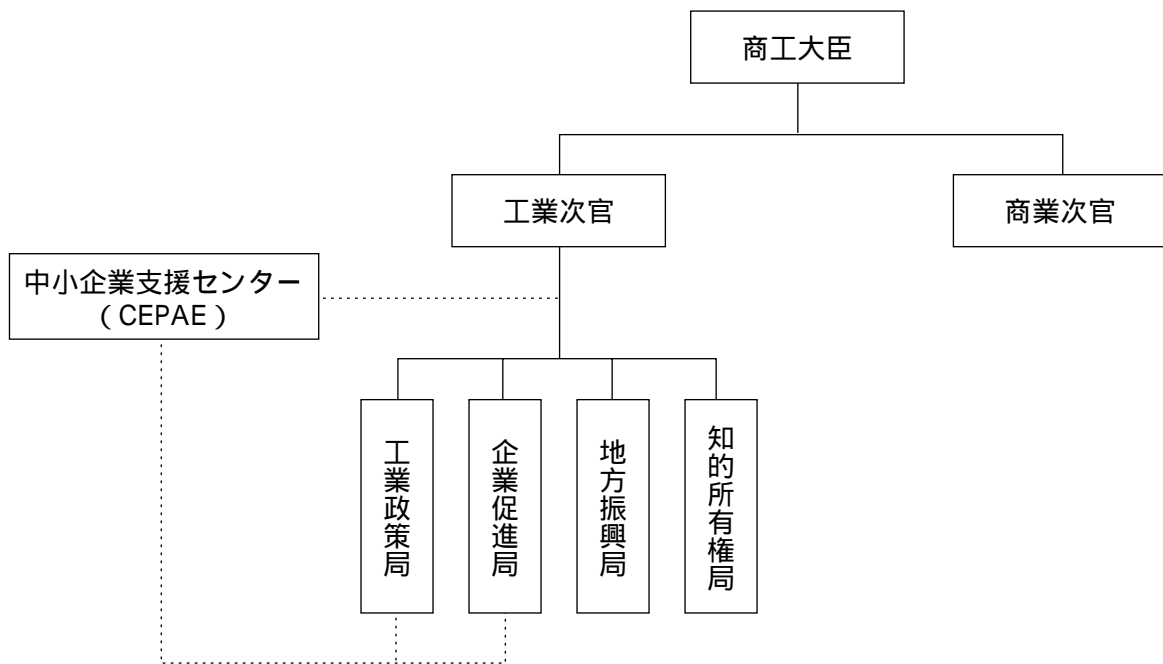 商工大臣
工業次官
商業次官
中小企業支援センター
（CEPAE）
工業政策局
企業促進局
地方振興局
知的所有権局